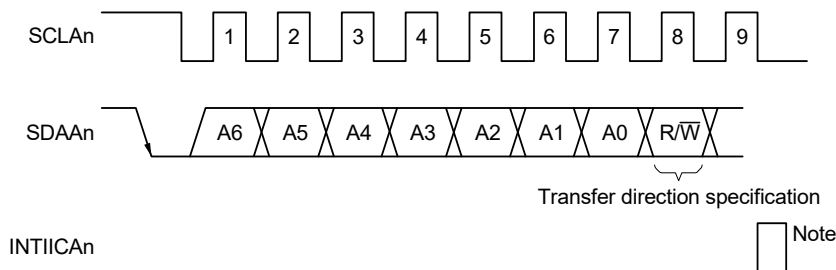 SCLAn 1 2 3 4 5 6 7 8 9
SDAAn A6 A5 A4 A3 A2 A1 A0 R/W̅
Transfer direction specification
INTIICAn Note